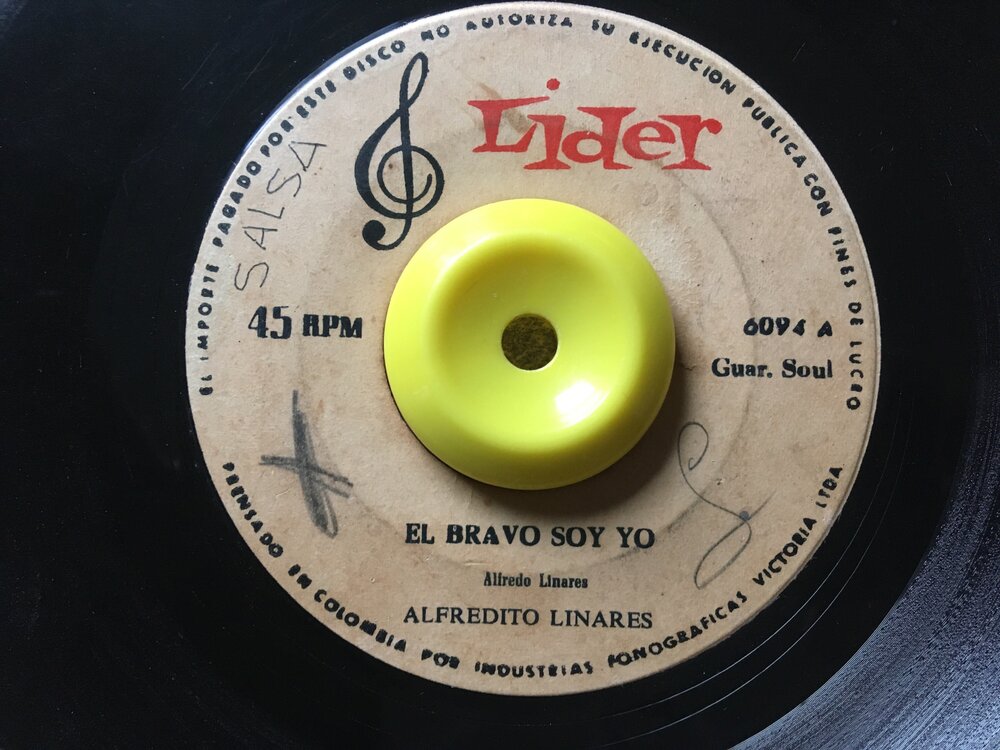 EL IMPORTE PAGADO POR ESTE DISCO NO AUTORIZA SU EJECUCION PUBLICA CON FINES DE LUCRO
Lider
SALSA
45 RPM
6094 A
Guar. Soul
EL BRAVO SOY YO
Alfredo Linares
ALFREDITO LINARES
PRENSADO EN COLOMBIA POR INDUSTRIAS FONOGRAFICAS VICTORIA LTDA